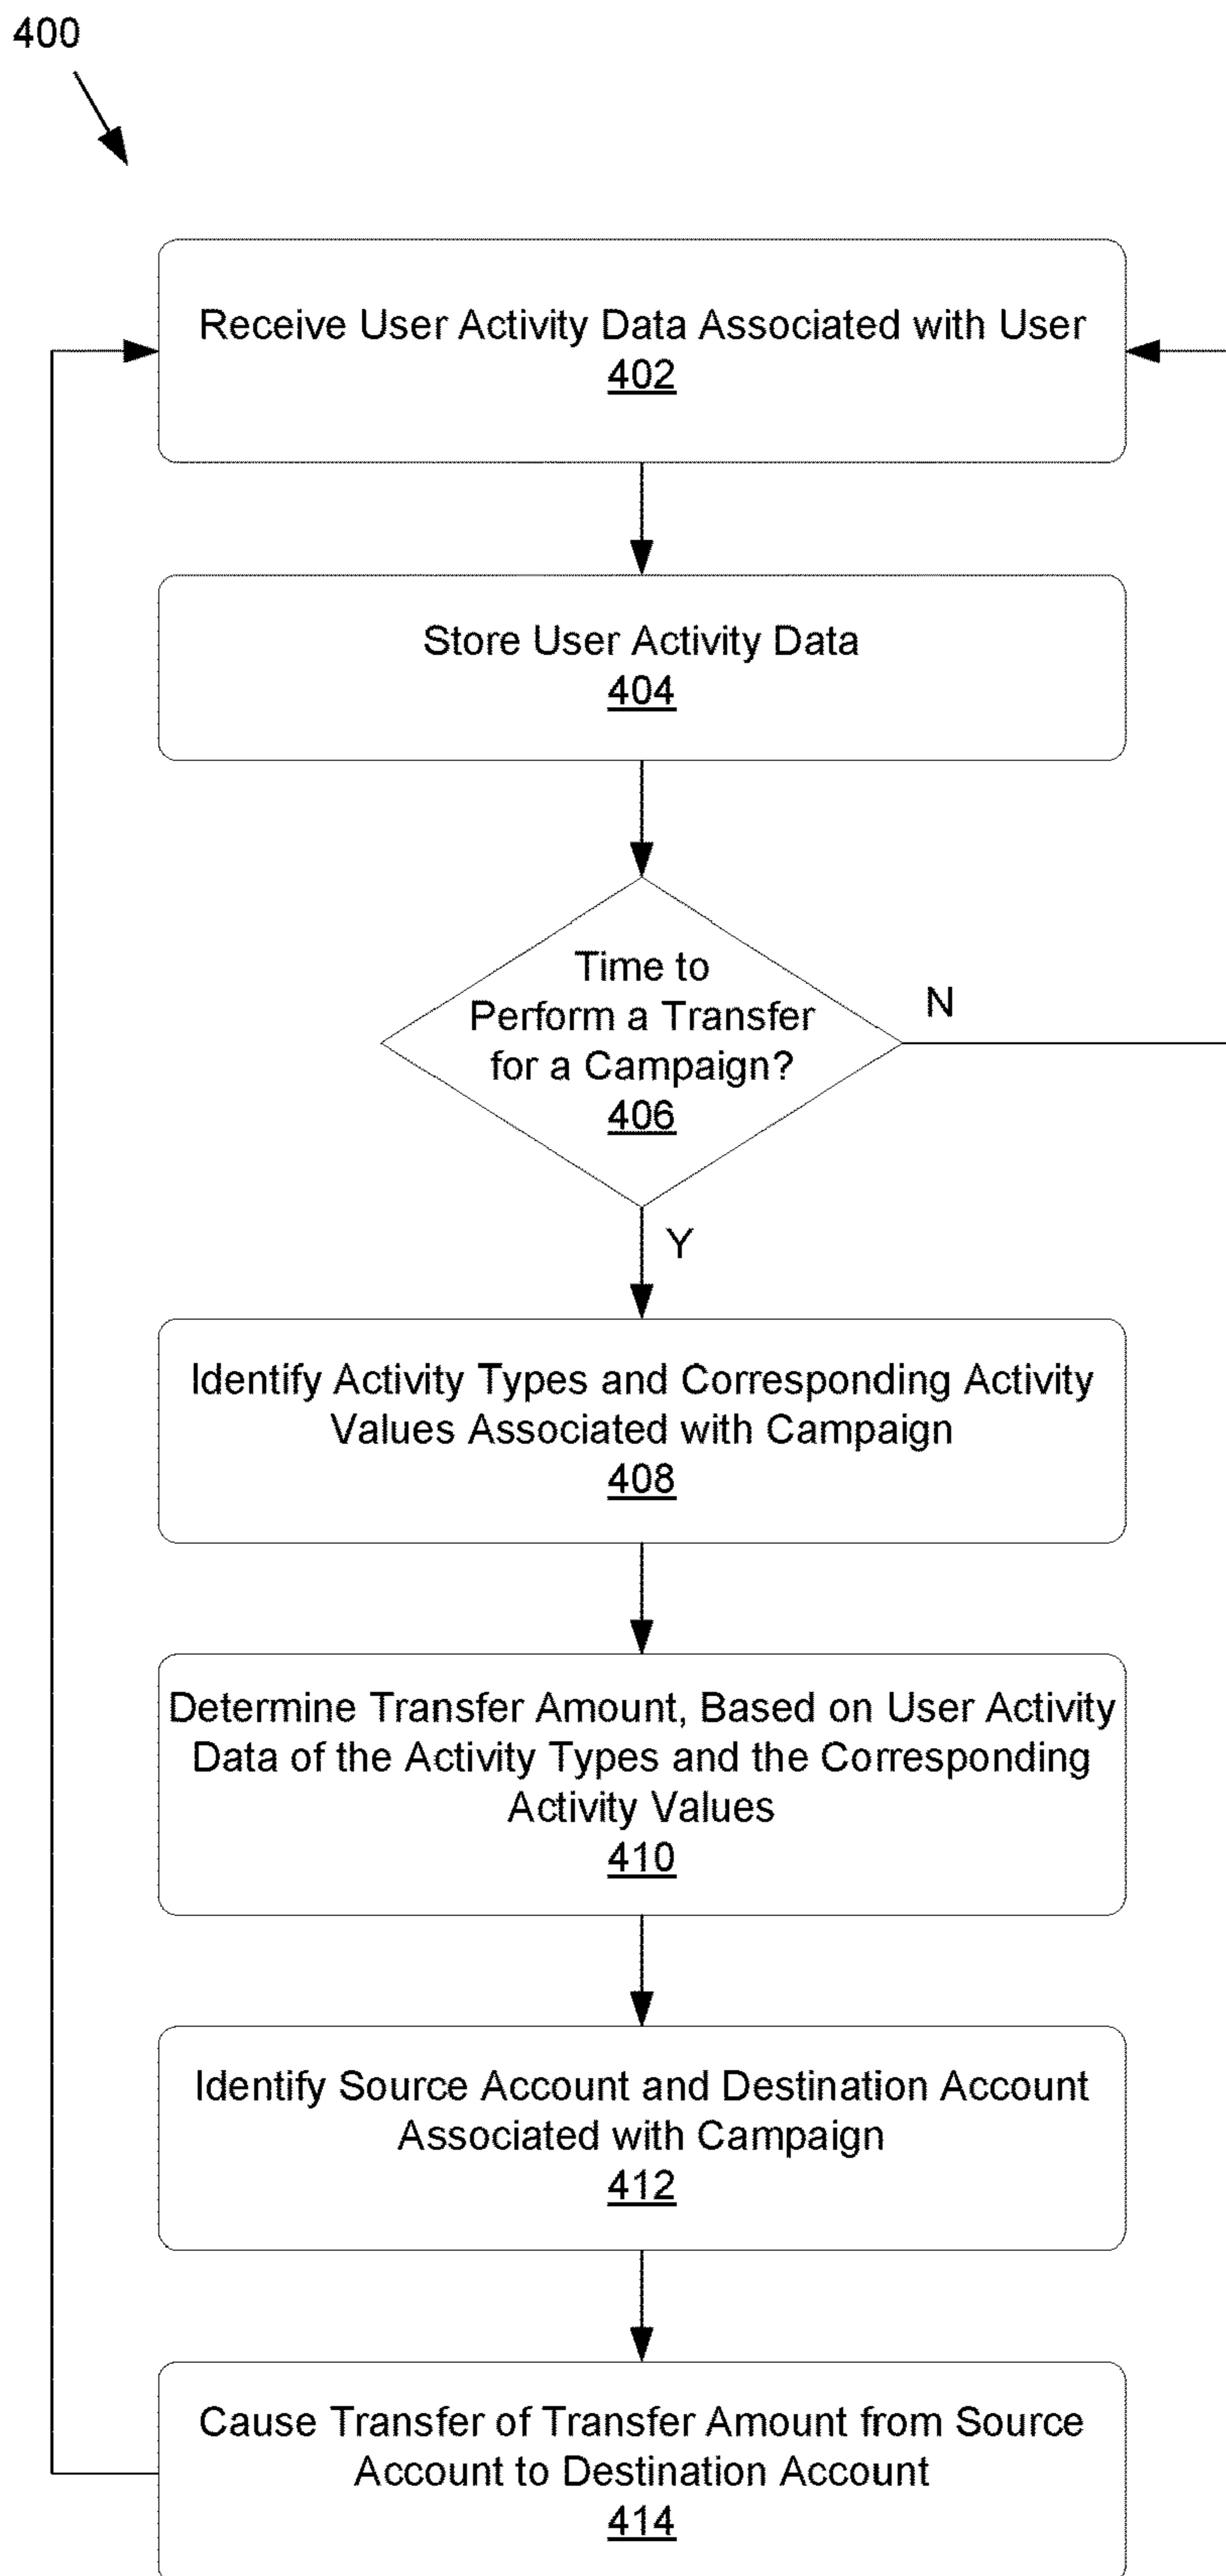 400
Receive User Activity Data Associated with User
402
Store User Activity Data
404
Time to
Perform a Transfer
for a Campaign?
406
N
Y
Identify Activity Types and Corresponding Activity
Values Associated with Campaign
408
Determine Transfer Amount, Based on User Activity
Data of the Activity Types and the Corresponding
Activity Values
410
Identify Source Account and Destination Account
Associated with Campaign
412
Cause Transfer of Transfer Amount from Source
Account to Destination Account
414